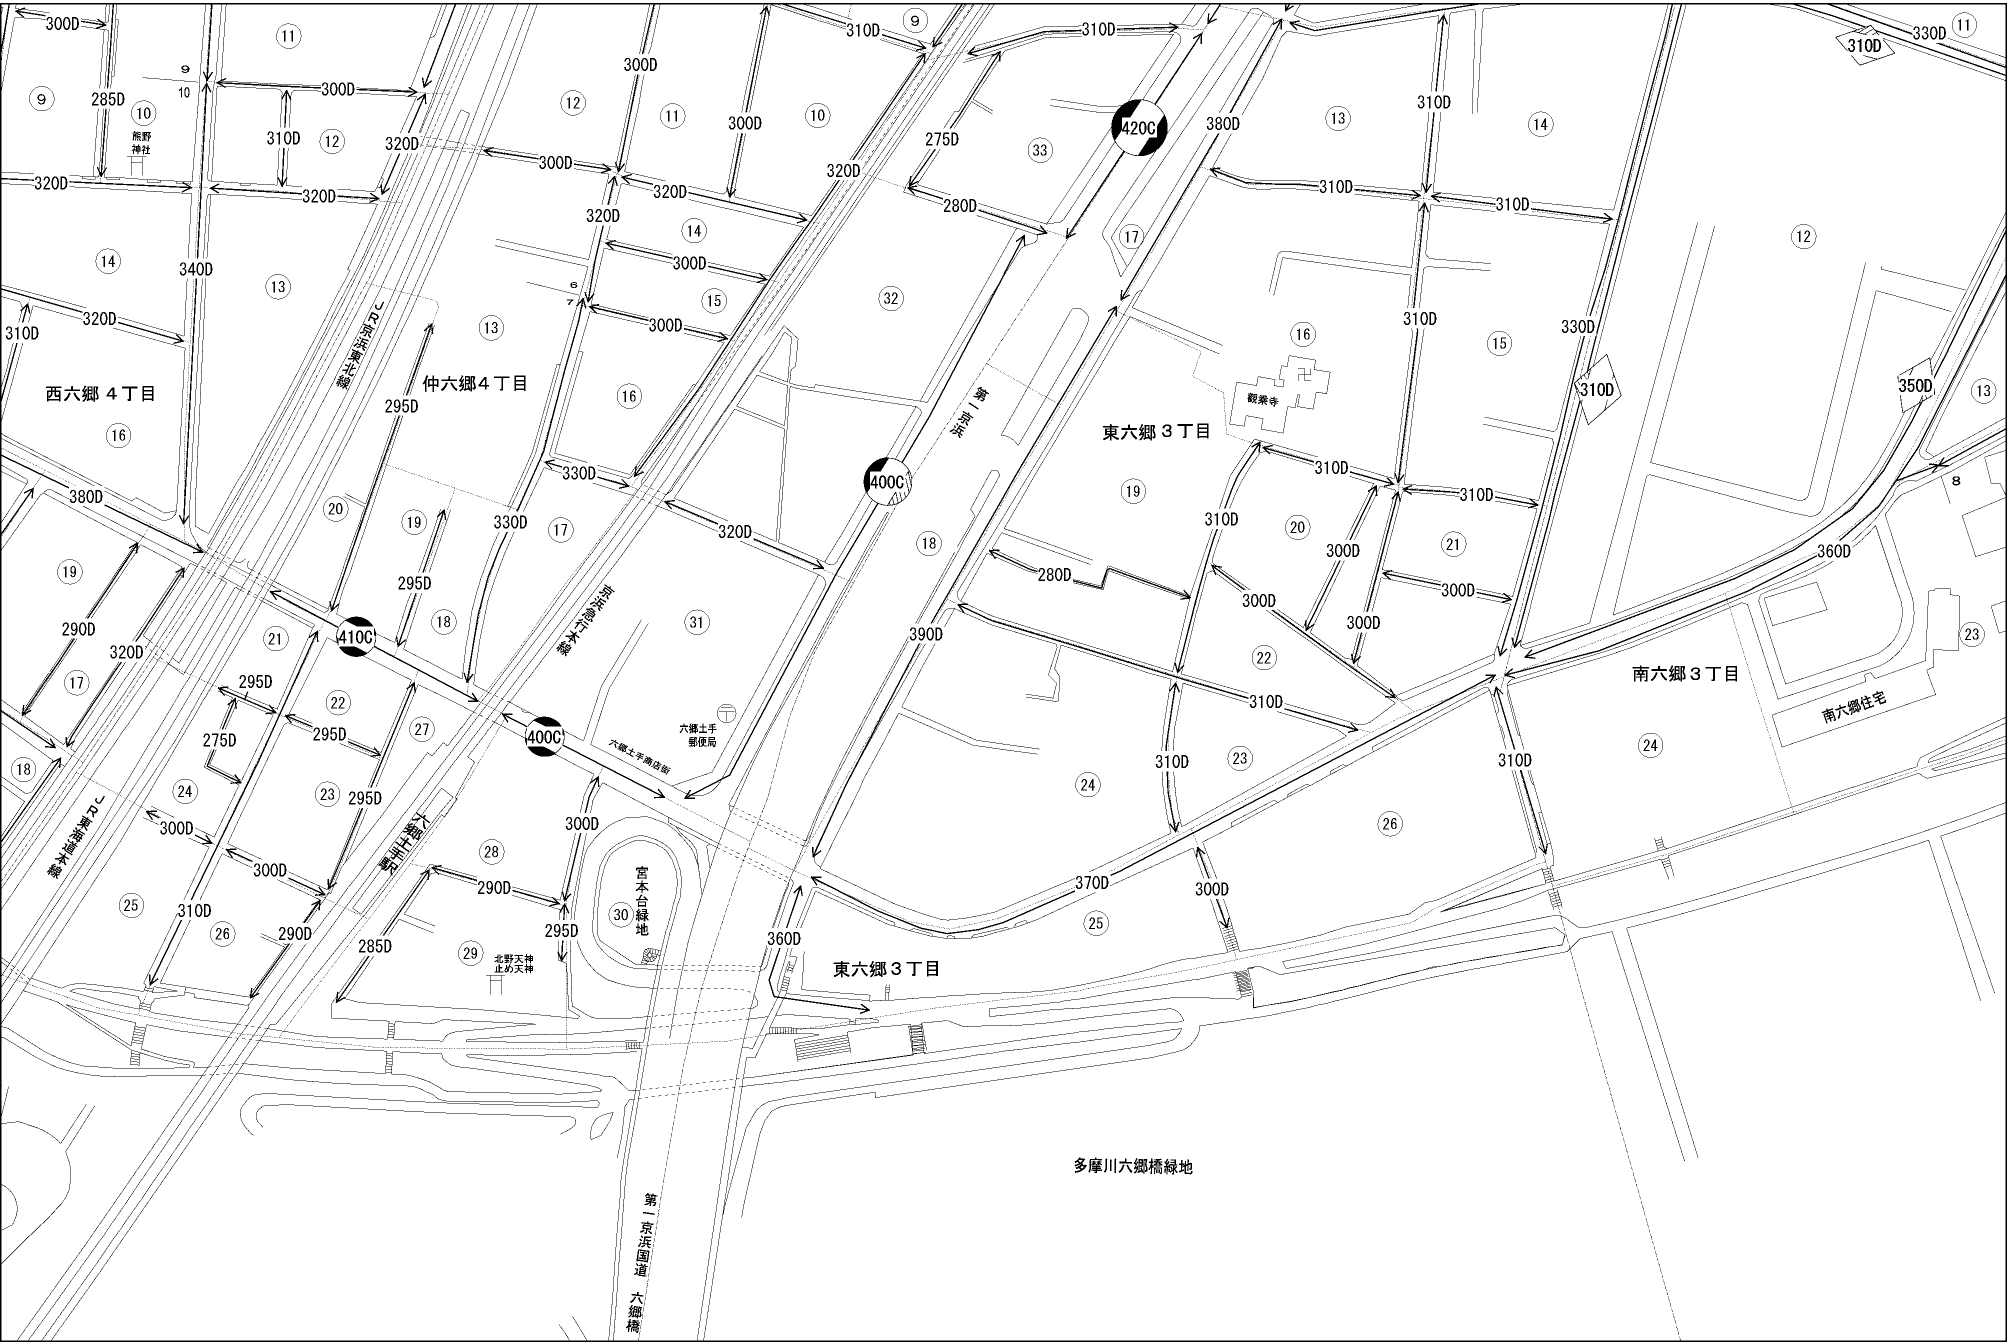 300D
⑪
⑨
310D
310D
330D
⑪
310D
9
10
300D
⑨
285D
⑩
熊野
神社
310D
⑫
320D
300D
⑫
300D
⑪
300D
⑩
275D
㉝
420C
380D
310D
⑬
⑭
320D
320D
320D
320D
320D
280D
310D
310D
340D
⑭
⑬
⑭
300D
⑰
⑫
6
7
⑮
300D
㉜
310D
320D
JR京浜東北線
⑬
310D
⑯
⑮
330D
310D
350D
⑬
西六郷4丁目
⑯
仲六郷4丁目
295D
⑯
第一京浜
観乗寺
東六郷3丁目
380D
330D
400C
⑲
310D
310D
8
⑳
⑲
330D
⑰
320D
310D
⑳
300D
㉑
360D
⑱
⑲
295D
280D
300D
300D
290D
320D
㉑
410C
⑱
京浜急行本線
㉛
390D
300D
㉓
⑰
295D
275D
㉒
295D
㉗
六郷土手
郵便局
310D
㉒
南六郷3丁目
南六郷住宅
400C
六郷土手商店街
⑱
㉔
㉓
295D
310D
㉓
310D
㉔
㉔
JR東海道本線
300D
300D
六郷土手駅
㉘
300D
㉖
290D
宮本台緑地
370D
300D
㉕
310D
㉖
290D
285D
㉙
北野天神
止め天神
295D
㉚
360D
㉕
東六郷3丁目
多摩川六郷橋緑地
第一京浜国道 六郷橋